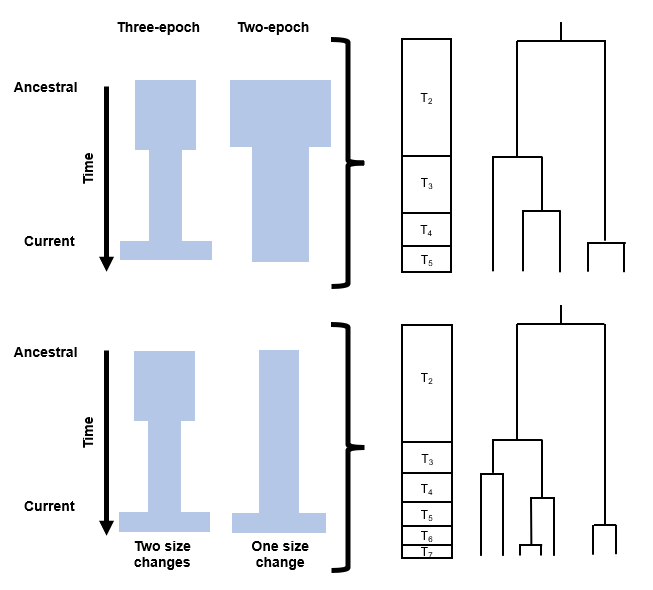 Three-epoch
Two-epoch
Ancestral
Time
Current
T₂
T₃
T₄
T₅
Ancestral
Time
Current
Two size
changes
One size
change
T₂
T₃
T₄
T₅
T₆
T₇